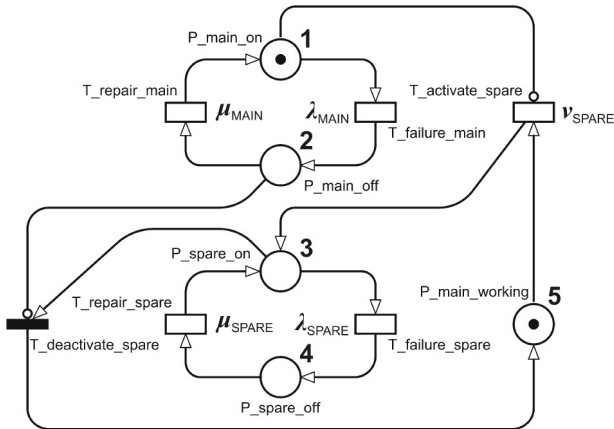 P_main_on
1
T_repair_main
T_activate_spare
μMAIN
λMAIN
νSPARE
T_failure_main
2
P_main_off
P_spare_on
3
T_repair_spare
P_main_working
5
μSPARE
λSPARE
T_deactivate_spare
T_failure_spare
4
P_spare_off